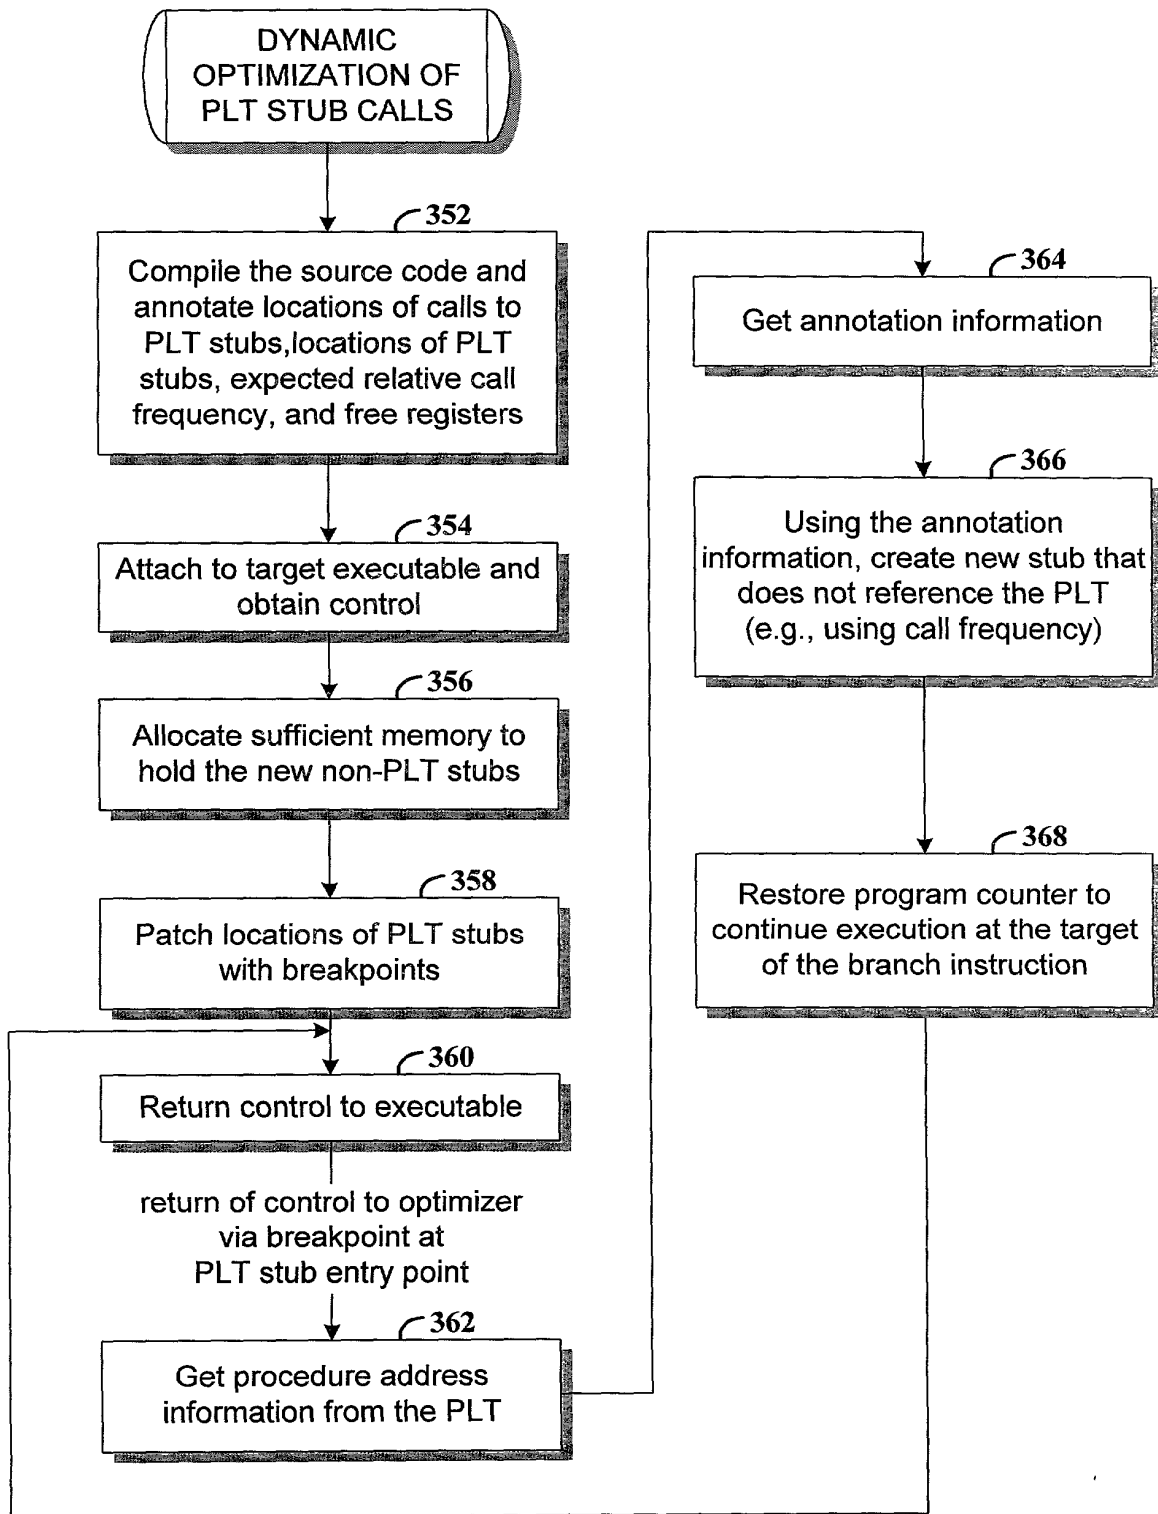 DYNAMIC
OPTIMIZATION OF
PLT STUB CALLS
352
Compile the source code and
annotate locations of calls to
PLT stubs,locations of PLT
stubs, expected relative call
frequency, and free registers
354
Attach to target executable and
obtain control
356
Allocate sufficient memory to
hold the new non-PLT stubs
358
Patch locations of PLT stubs
with breakpoints
360
Return control to executable
return of control to optimizer
via breakpoint at
PLT stub entry point
362
Get procedure address
information from the PLT
364
Get annotation information
366
Using the annotation
information, create new stub that
does not reference the PLT
(e.g., using call frequency)
368
Restore program counter to
continue execution at the target
of the branch instruction